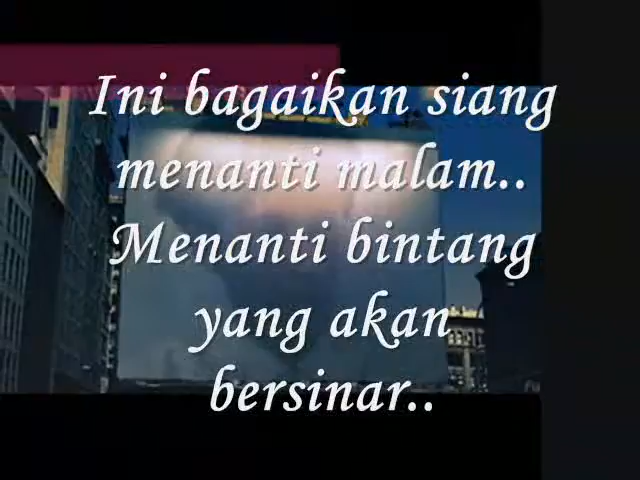 Ini bagaikan siang
menanti malam..
Menanti bintang
yang akan
bersinar..